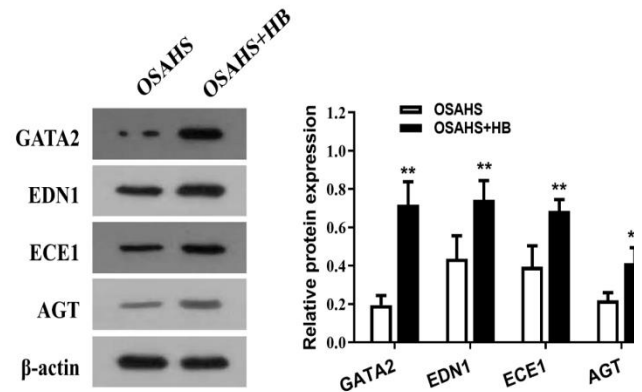 OSAHS
OSAHS+HB
GATA2
EDN1
ECE1
AGT
β-actin
OSAHS
OSAHS+HB
Relative protein expression
1.2
1.0
0.8
0.6
0.4
0.2
0.0
**
**
**
*
GATA2
EDN1
ECE1
AGT